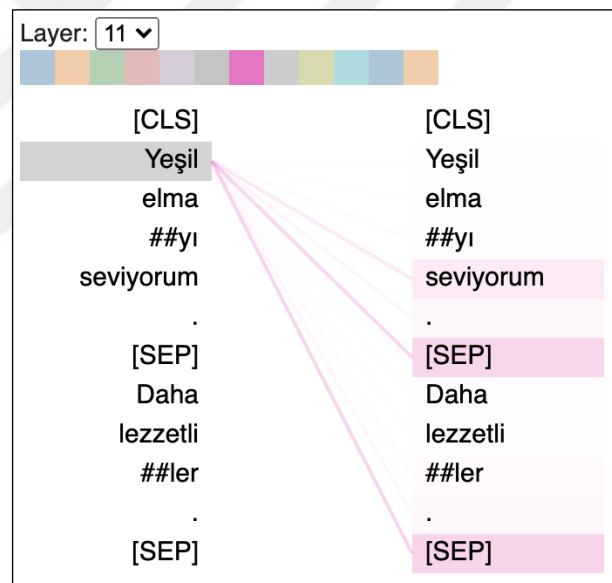 Layer: 11
[CLS] [CLS]
Yeşil Yeşil
elma elma
##yı ##yı
seviyorum seviyorum
. .
[SEP] [SEP]
Daha Daha
lezzetli lezzetli
##ler ##ler
. .
[SEP] [SEP]